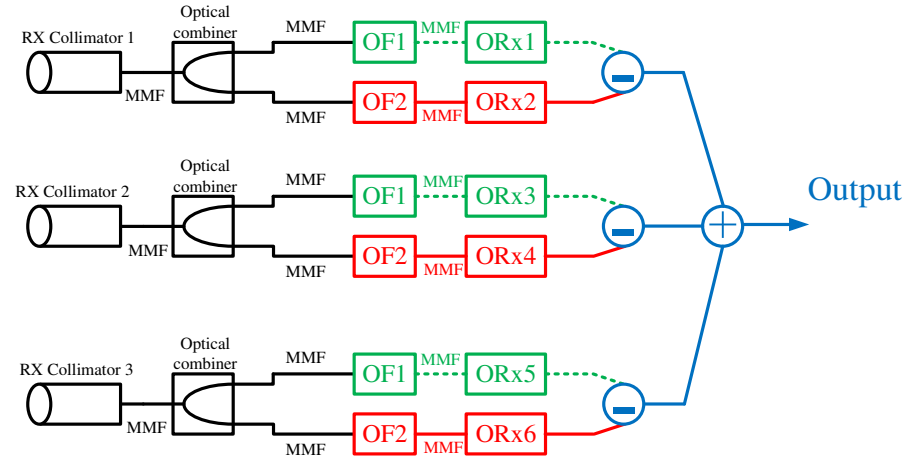 Optical
combiner
RX Collimator 1
MMF
MMF
OF1
MMF
ORx1
MMF
OF2
MMF
ORx2
Optical
combiner
RX Collimator 2
MMF
MMF
OF1
MMF
ORx3
MMF
OF2
MMF
ORx4
Output
Optical
combiner
RX Collimator 3
MMF
MMF
OF1
MMF
ORx5
MMF
OF2
MMF
ORx6